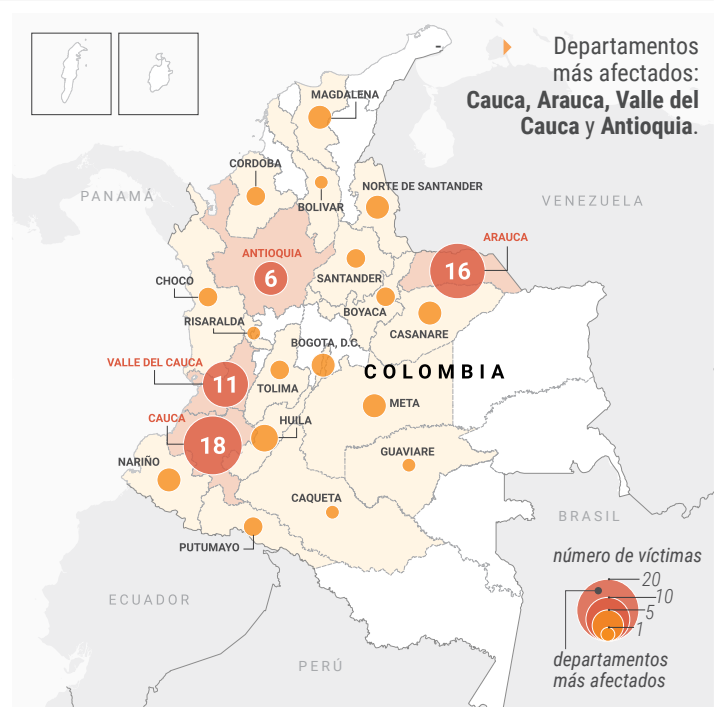 Departamentos
más afectados:
Cauca, Arauca, Valle del
Cauca y Antioquia.
MAGDALENA
CORDOBA
NORTE DE SANTANDER
PANAMÁ
BOLIVAR
VENEZUELA
ARAUCA
ANTIOQUIA
16
6
SANTANDER
CHOCO
BOYACA
RISARALDA
CASANARE
BOGOTA, D.C.
VALLE DEL CAUCA
COLOMBIA
11
TOLIMA
META
CAUCA
HUILA
18
GUAVIARE
NARIÑO
CAQUETA
BRASIL
PUTUMAYO
número de víctimas
20
10
5
1
ECUADOR
departamentos
más afectados
PERÚ